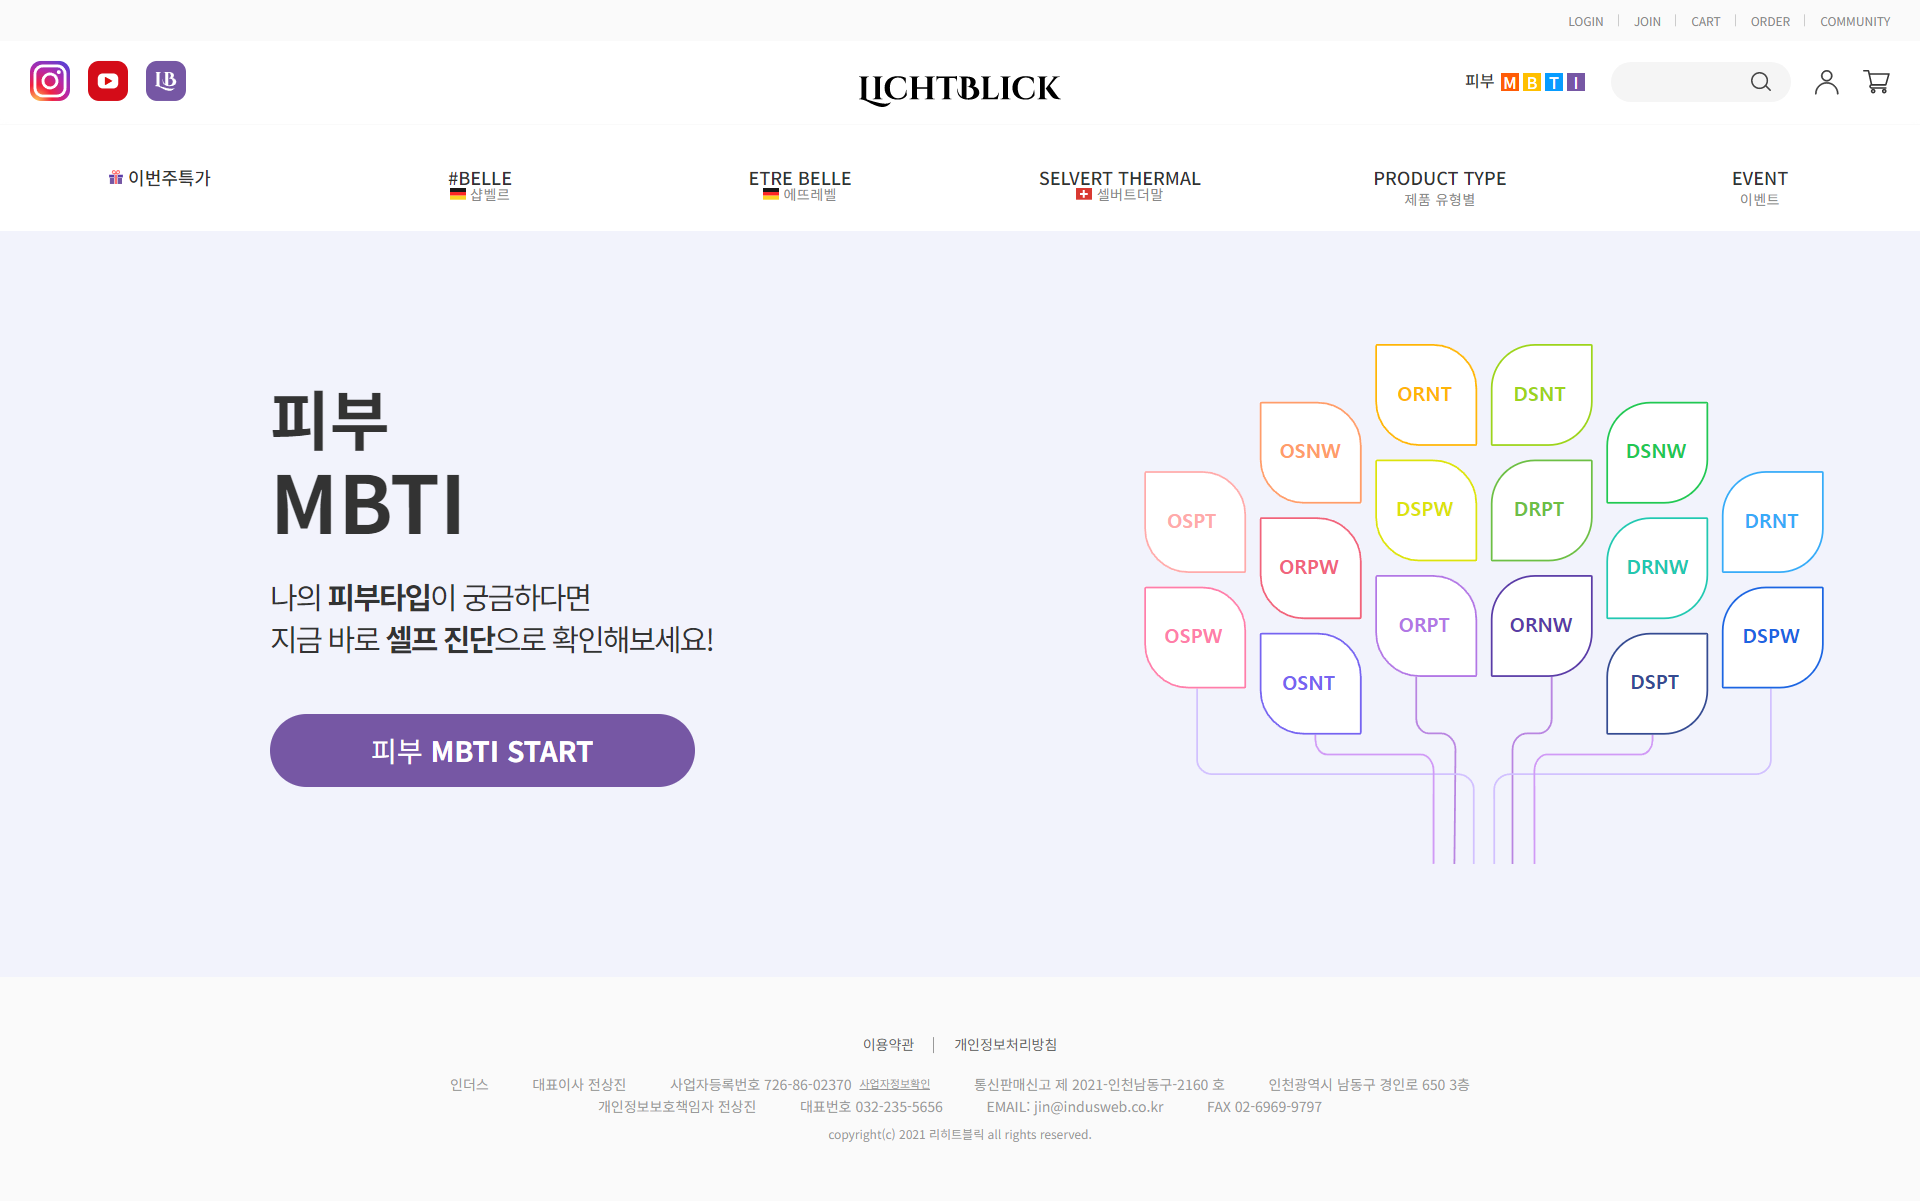 LOGIN JOIN CART ORDER COMMUNITY
LB
LICHTBLICK
피부 M B T I
이번주특가
#BELLE
샵벨르
ETRE BELLE
에뜨레벨
SELVERT THERMAL
셀버트더말
PRODUCT TYPE
제품 유형별
EVENT
이벤트
피부
MBTI
나의 피부타입이 궁금하다면
지금 바로 셀프 진단으로 확인해보세요!
피부 MBTI START
ORNT
DSNT
OSNW
DSNW
OSPT
DSPW
DRPT
DRNT
ORPW
DRNW
OSPW
ORPT
ORNW
DSPW
OSNT
DSPT
이용약관 개인정보처리방침
인더스 대표이사 전상진 사업자등록번호 726-86-02370 사업자정보확인 통신판매신고 제 2021-인천남동구-2160 호 인천광역시 남동구 경인로 650 3층
개인정보보호책임자 전상진 대표번호 032-235-5656 EMAIL: jin@indusweb.co.kr FAX 02-6969-9797
copyright(c) 2021 리히트블릭 all rights reserved.